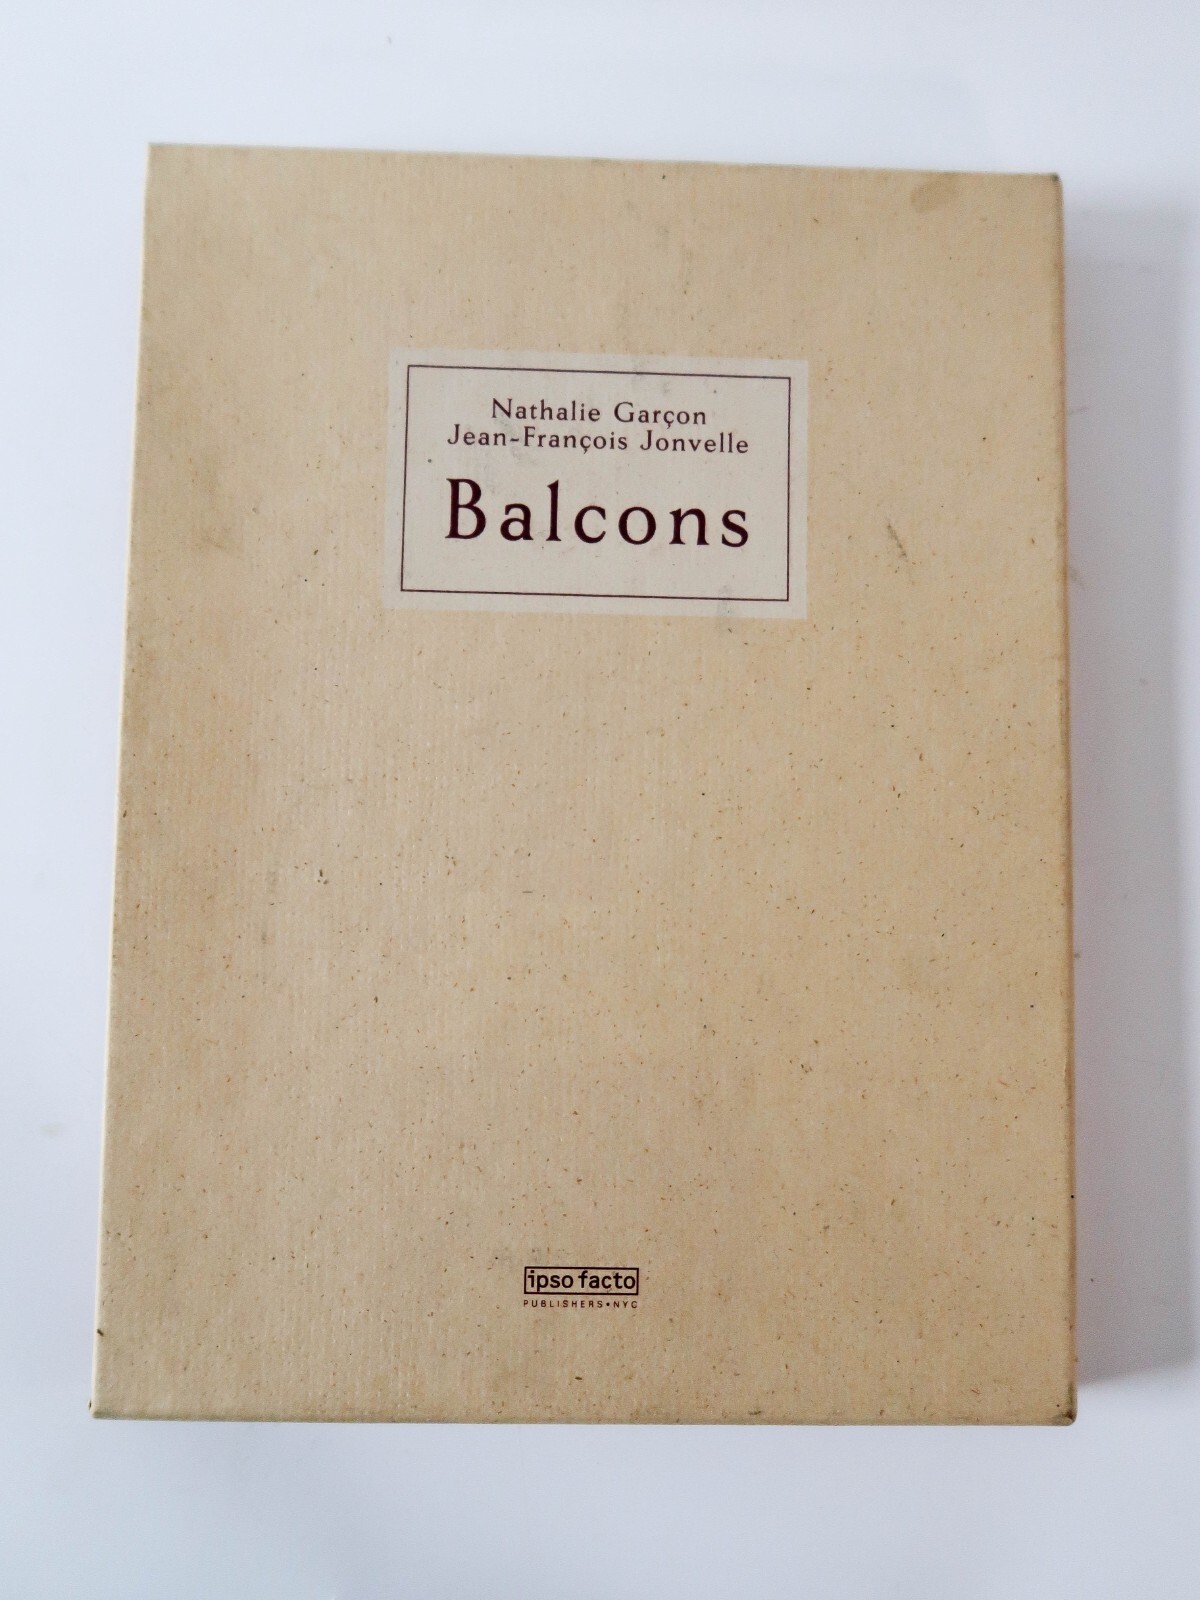 Nathalie Garçon
Jean-François Jonvelle
Balcons
ipso facto
PUBLISHERS•NYC